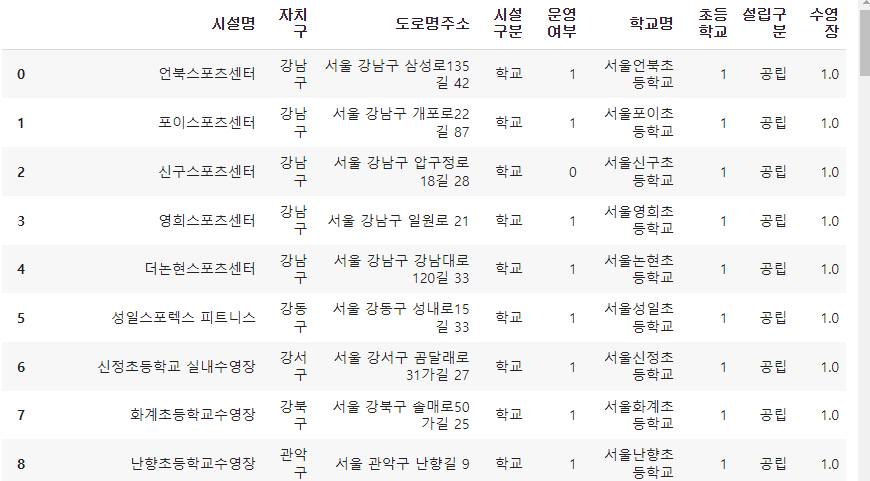 시설명 자치구 도로명주소 시설구분 운영여부 학교명 초등학교 설립구분 수영장
0 언북스포츠센터 강남구 서울 강남구 삼성로135길 42 학교 1 서울언북초등학교 1 공립 1.0
1 포이스포츠센터 강남구 서울 강남구 개포로22길 87 학교 1 서울포이초등학교 1 공립 1.0
2 신구스포츠센터 강남구 서울 강남구 압구정로18길 28 학교 0 서울신구초등학교 1 공립 1.0
3 영희스포츠센터 강남구 서울 강남구 일원로 21 학교 1 서울영희초등학교 1 공립 1.0
4 더논현스포츠센터 강남구 서울 강남구 강남대로120길 33 학교 1 서울논현초등학교 1 공립 1.0
5 성일스포렉스 피트니스 강동구 서울 강동구 성내로15길 33 학교 1 서울성일초등학교 1 공립 1.0
6 신정초등학교 실내수영장 강서구 서울 강서구 곰달래로31가길 27 학교 1 서울신정초등학교 1 공립 1.0
7 화계초등학교수영장 강북구 서울 강북구 솔매로50가길 25 학교 1 서울화계초등학교 1 공립 1.0
8 난향초등학교수영장 관악구 서울 관악구 난향길 9 학교 1 서울난향초등학교 1 공립 1.0